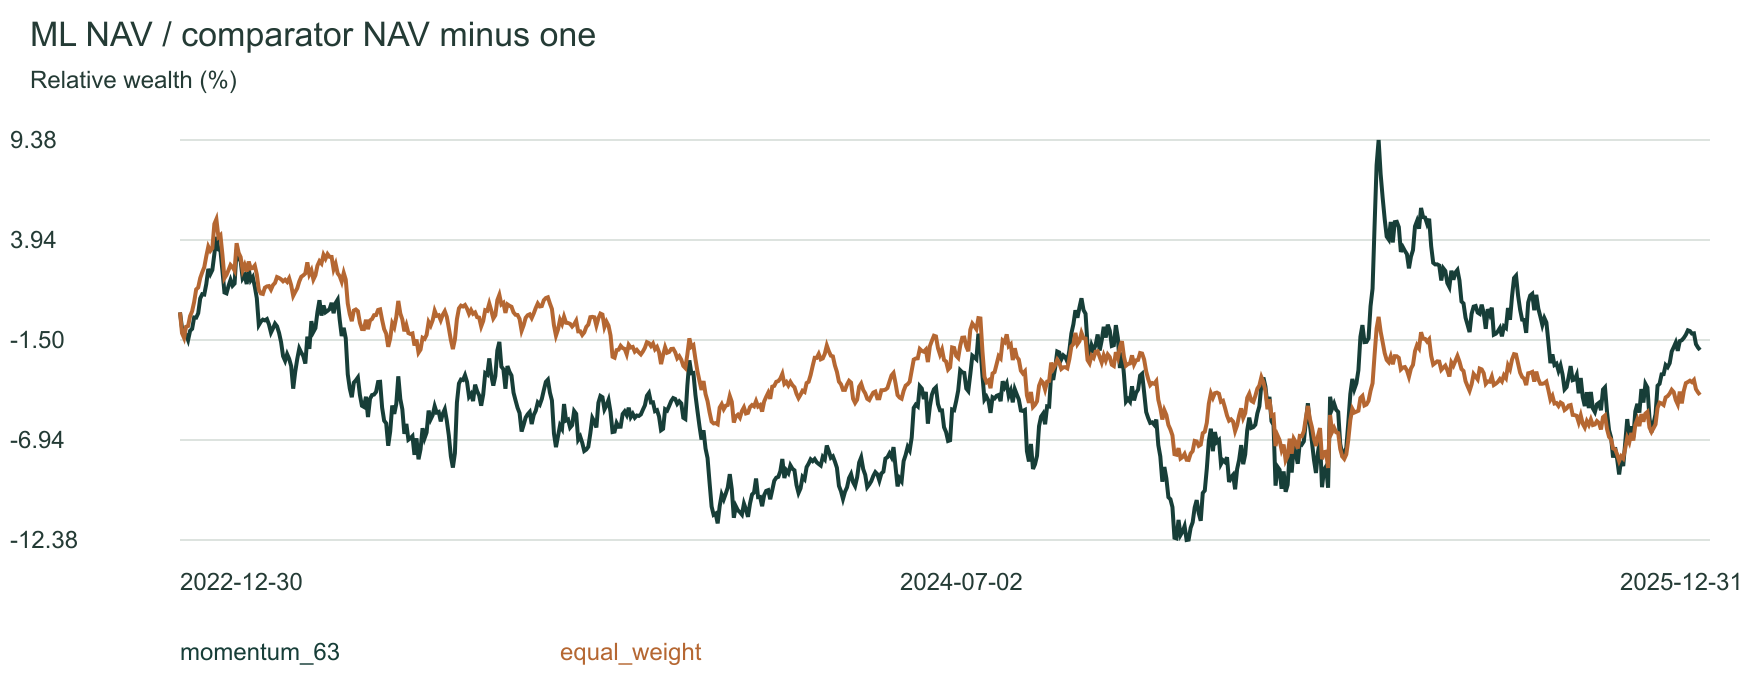 ML NAV / comparator NAV minus one
Relative wealth (%)
9.38
3.94
-1.50
-6.94
-12.38
2022-12-30 2024-07-02 2025-12-31
momentum_63 equal_weight